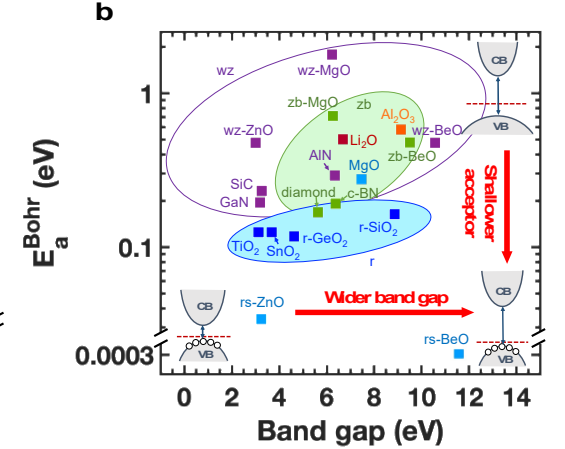 b
E_a^Bohr (eV)
1
0.1
0.0003
wz
wz-MgO
CB
VB
zb-MgO
zb
Al₂O₃
wz-ZnO
Li₂O
wz-BeO
zb-BeO
AlN
MgO
SiC
GaN
diamond
c-BN
r-SiO₂
TiO₂
SnO₂
r-GeO₂
r
Shallower
acceptor
rs-ZnO
Wider band gap
CB
VB
CB
VB
rs-BeO
0 2 4 6 8 10 12 14
Band gap (eV)